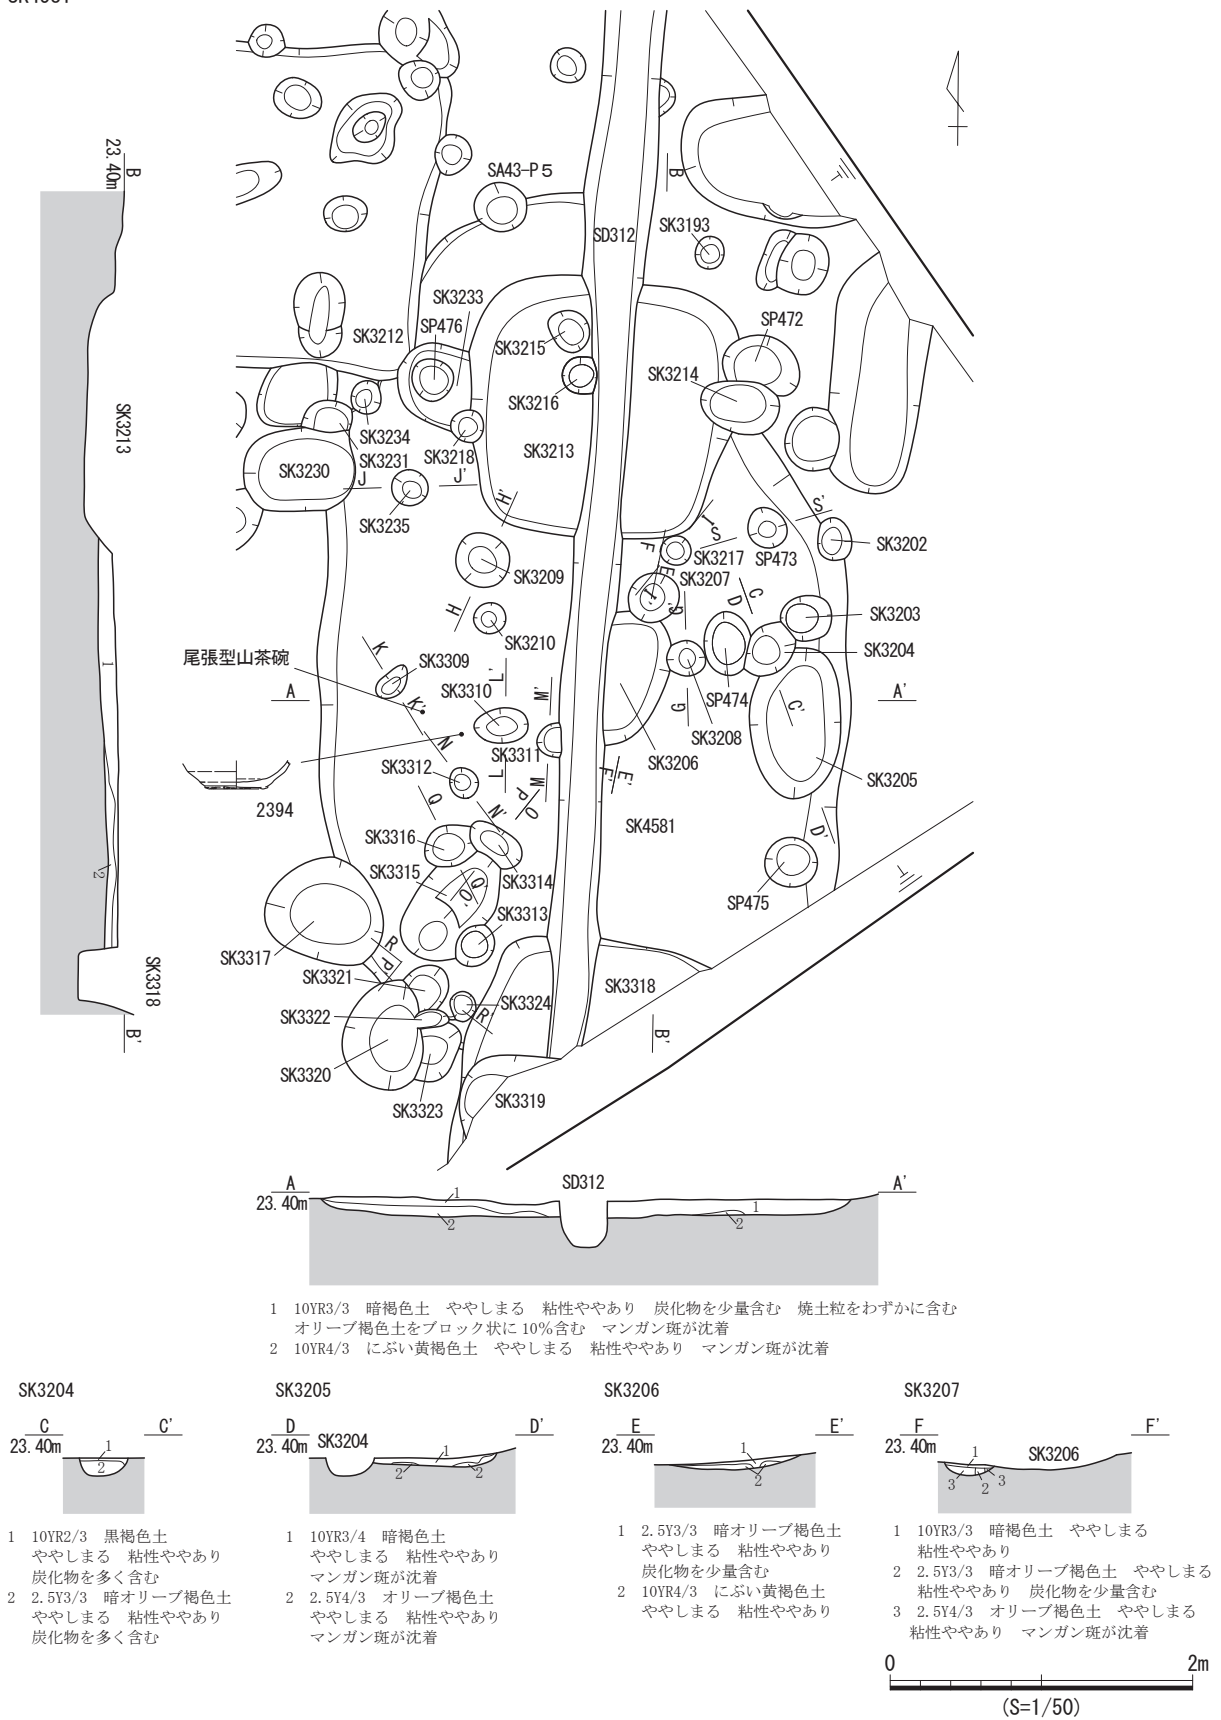 B
23.40m
SK3213
1
2
SK3318
B'
SA43-P5
B
SD312
SK3193
SK3233
SK3212
SP476
SK3215
SP472
SK3214
SK3216
SK3234
SK3231
SK3218
SK3213
SK3230
J
J'
H'
SK3235
S'
S
I
F
SK3217
SP473
SK3202
SK3209
E
SK3207
I'
C
D
H
SK3210
SK3203
SK3204
尾張型山茶碗
K
SK3309
L'
M'
A
SK3310
K'
SP474
G
C'
A'
SK3208
N
SK3311
SK3312
L
M
SK3206
E'
F'
SK3205
2394
Q
N'
P
O
SK4581
D'
SK3316
SK3315
Q'
O'
SK3314
SP475
SK3313
SK3317
R
P'
SK3321
SK3318
SK3324
SK3322
R'
B'
SK3320
SK3323
SK3319
A
SD312
A'
23.40m
1
2
1
2
1 10YR3/3 暗褐色土 ややしまる 粘性ややあり 炭化物を少量含む 焼土粒をわずかに含む
オリーブ褐色土をブロック状に10%含む マンガン斑が沈着
2 10YR4/3 にぶい黄褐色土 ややしまる 粘性ややあり マンガン斑が沈着
SK3204
C
C'
23.40m
1
2
1 10YR2/3 黒褐色土
ややしまる 粘性ややあり
炭化物を多く含む
2 2.5Y3/3 暗オリーブ褐色土
ややしまる 粘性ややあり
炭化物を多く含む
SK3205
D
D'
23.40m
SK3204
1
2
2
1 10YR3/4 暗褐色土
ややしまる 粘性ややあり
マンガン斑が沈着
2 2.5Y4/3 オリーブ褐色土
ややしまる 粘性ややあり
マンガン斑が沈着
SK3206
E
E'
23.40m
1
2
1 2.5Y3/3 暗オリーブ褐色土
ややしまる 粘性ややあり
炭化物を少量含む
2 10YR4/3 にぶい黄褐色土
ややしまる 粘性ややあり
SK3207
F
F'
23.40m
1
SK3206
3
2
3
1 10YR3/3 暗褐色土 ややしまる
粘性ややあり
2 2.5Y3/3 暗オリーブ褐色土 ややしまる
粘性ややあり 炭化物を少量含む
3 2.5Y4/3 オリーブ褐色土 ややしまる
粘性ややあり マンガン斑が沈着
0
2m
(S=1/50)